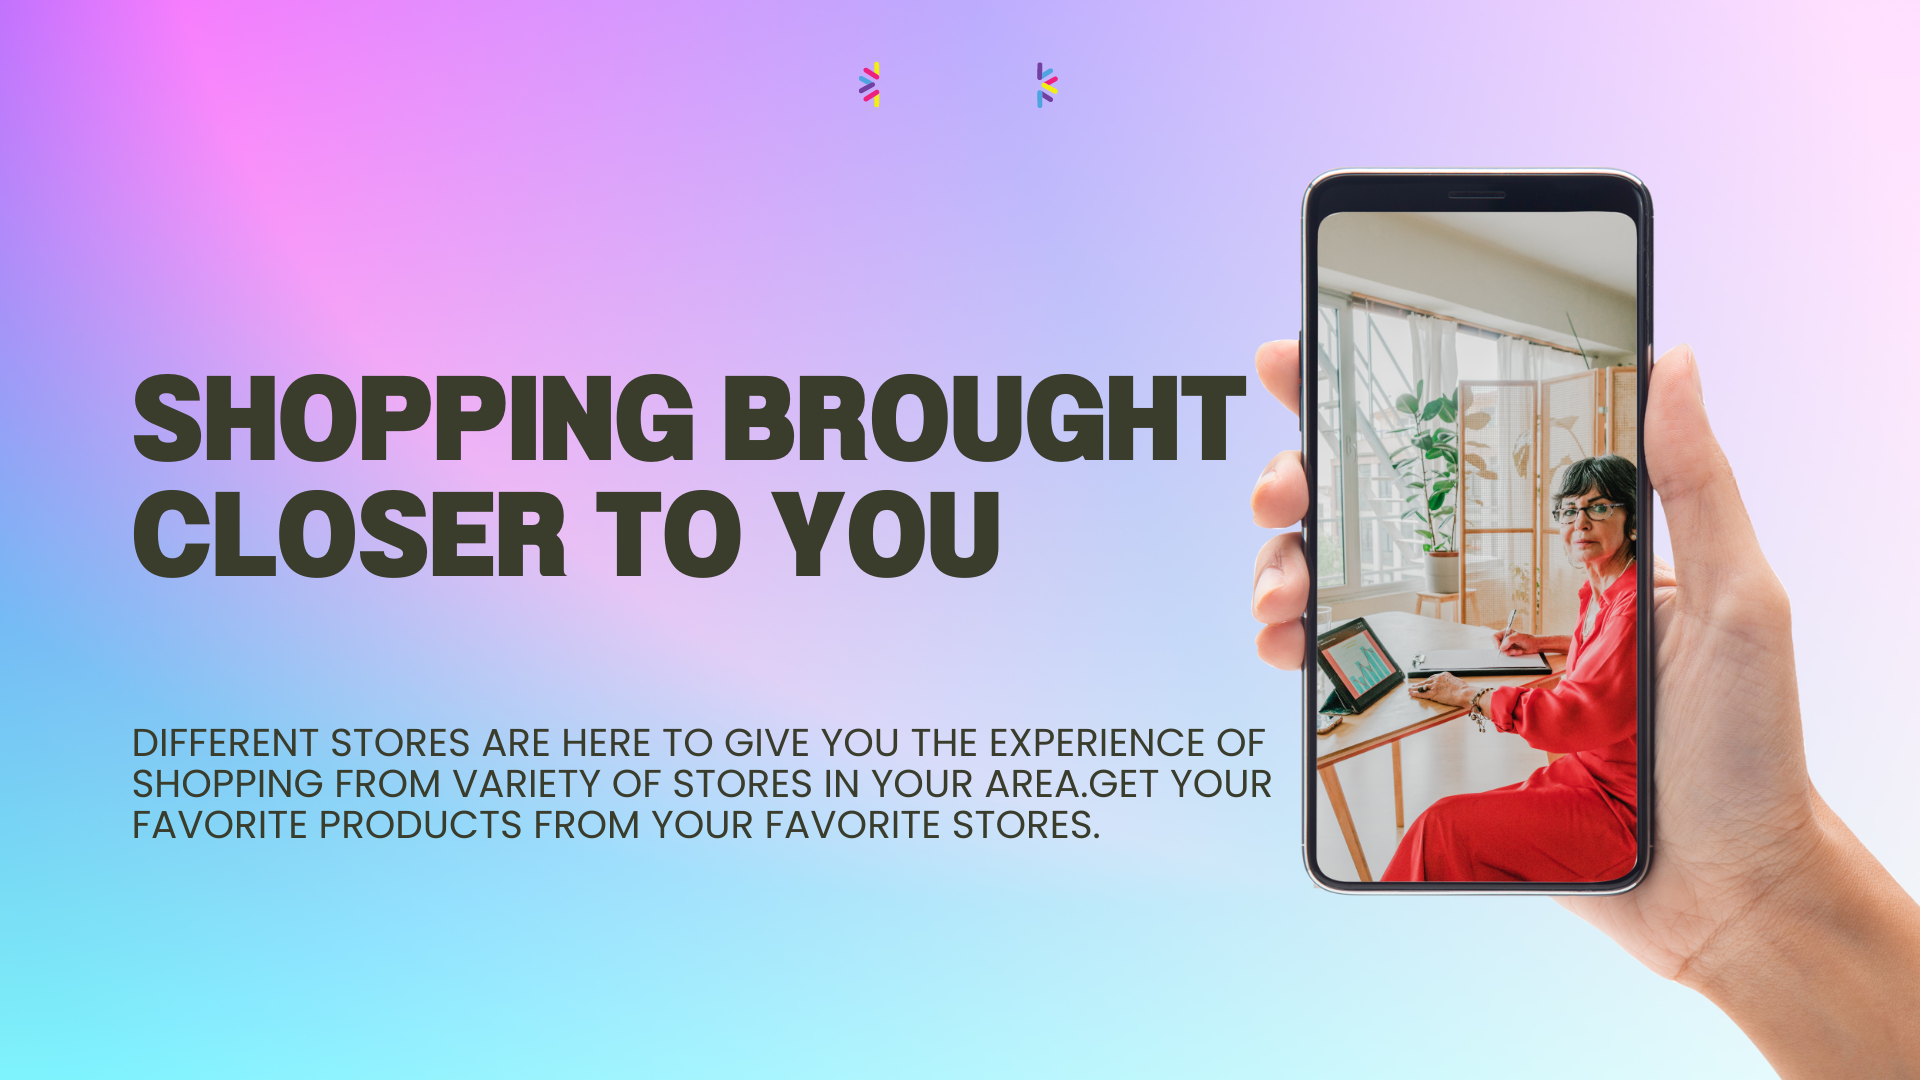 SHOPPING BROUGHT
CLOSER TO YOU
DIFFERENT STORES ARE HERE TO GIVE YOU THE EXPERIENCE OF
SHOPPING FROM VARIETY OF STORES IN YOUR AREA.GET YOUR
FAVORITE PRODUCTS FROM YOUR FAVORITE STORES.